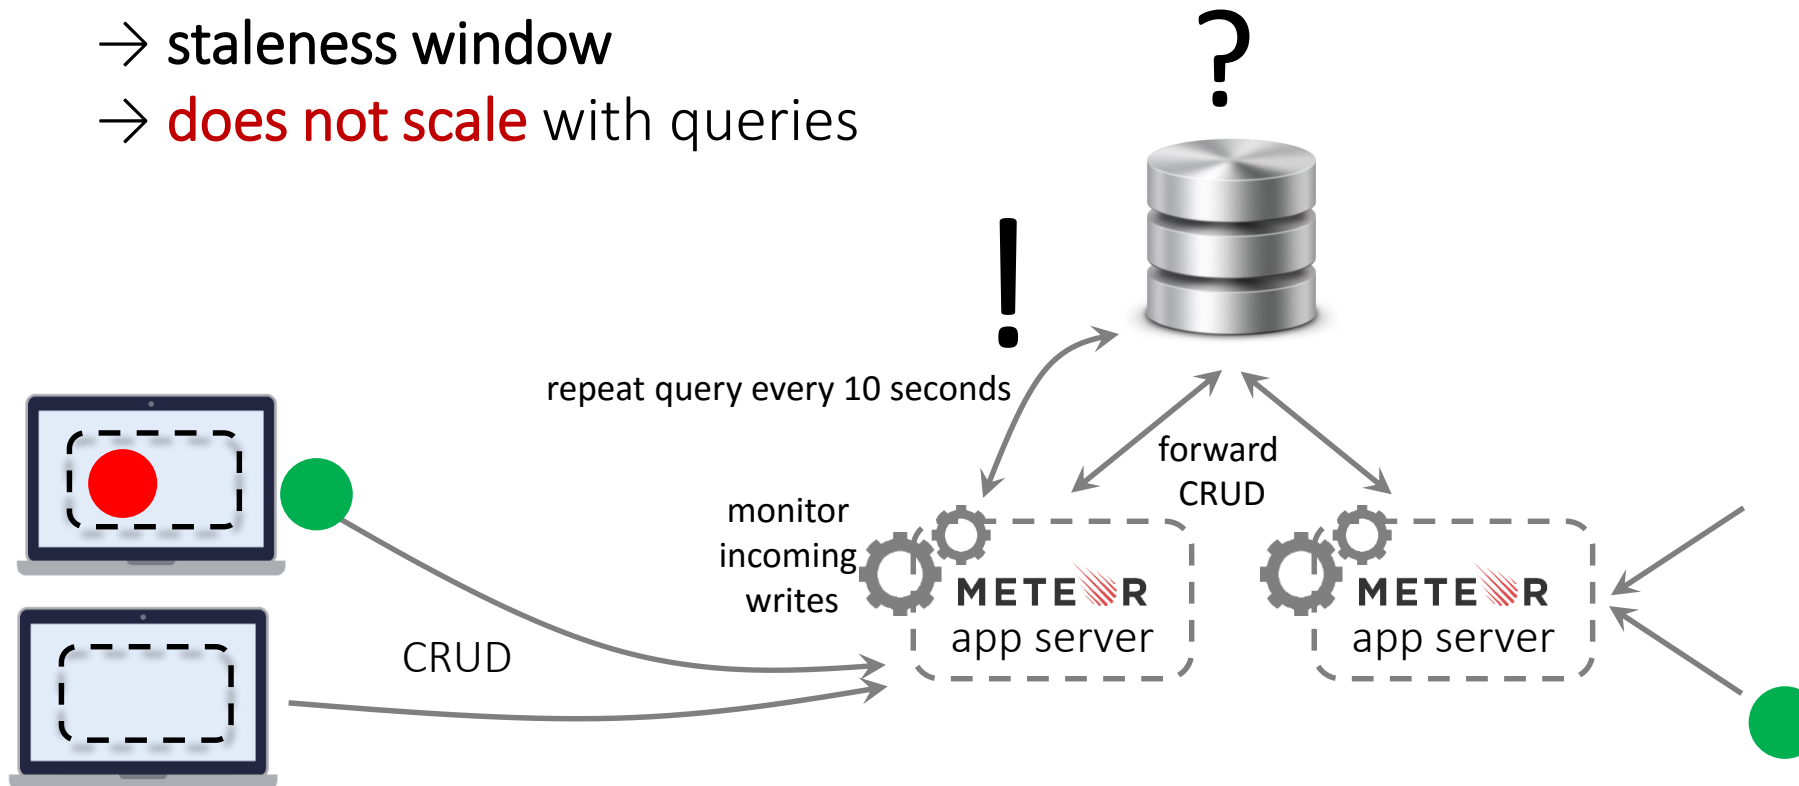 → staleness window
→ does not scale with queries
?
!
repeat query every 10 seconds
forward
CRUD
monitor
incoming
writes
CRUD
METEOR
app server
METEOR
app server